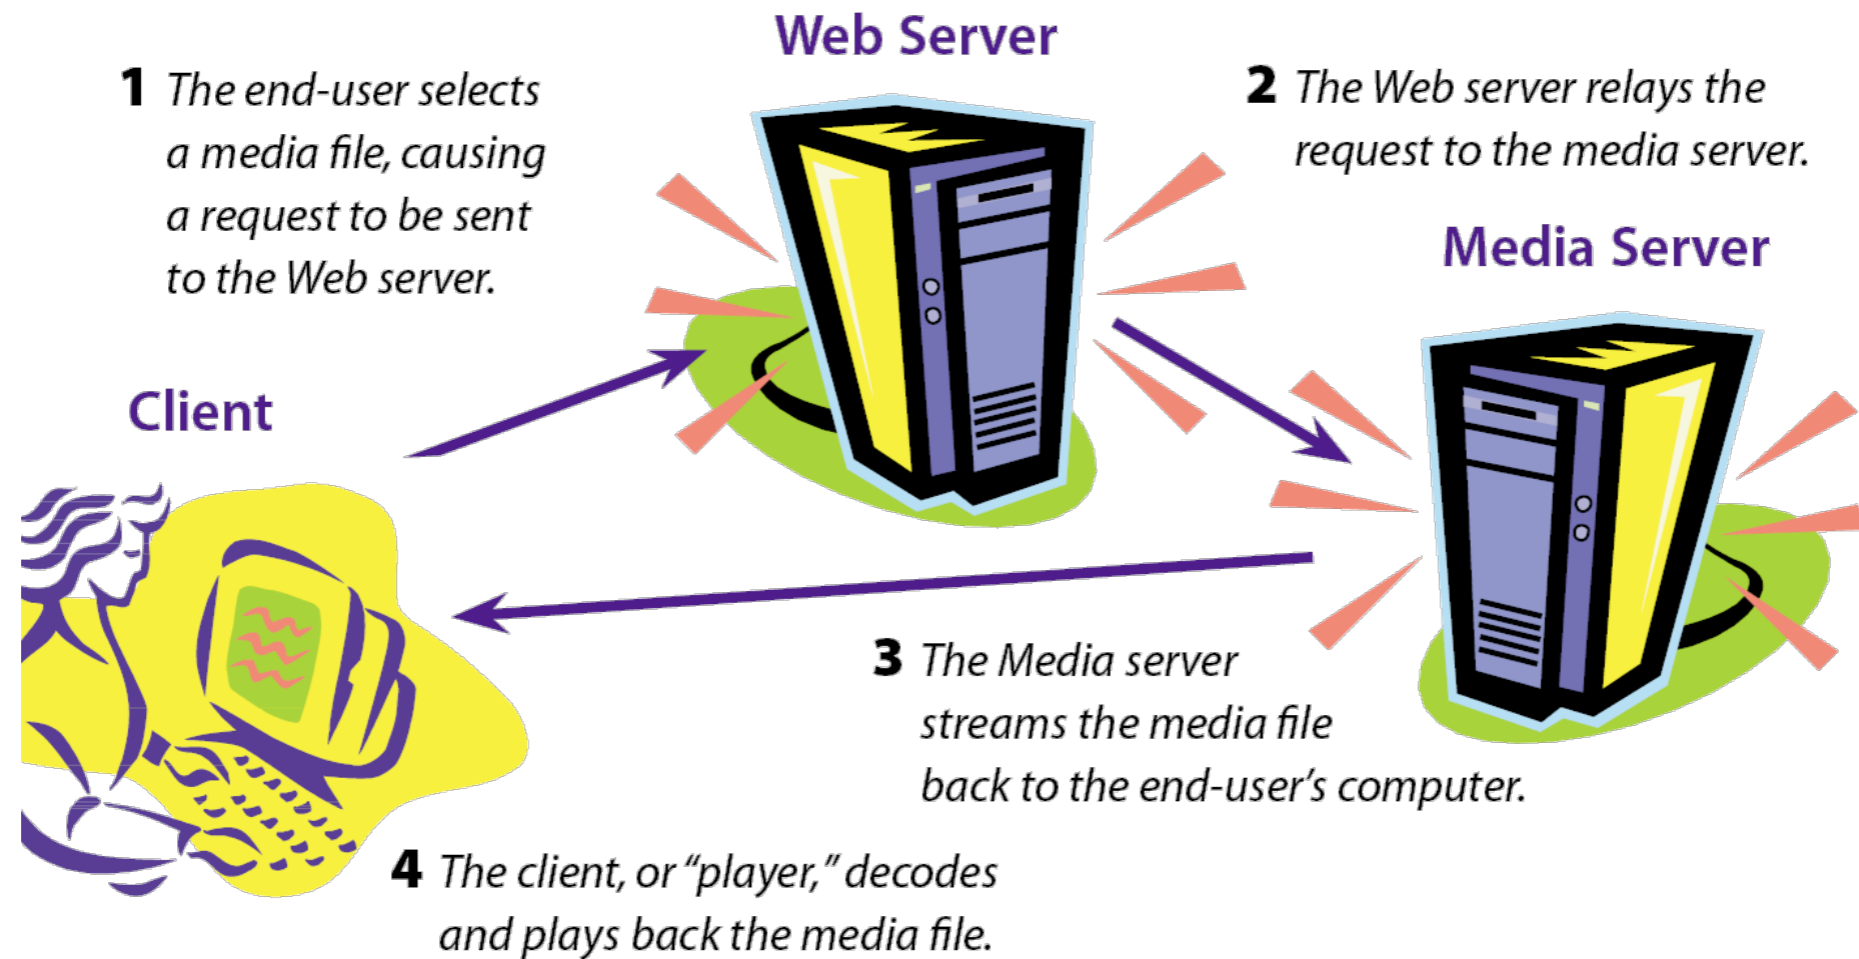 Web Server
1 The end-user selects
a media file, causing
a request to be sent
to the Web server.
2 The Web server relays the
request to the media server.
Media Server
Client
3 The Media server
streams the media file
back to the end-user's computer.
4 The client, or “player,” decodes
and plays back the media file.